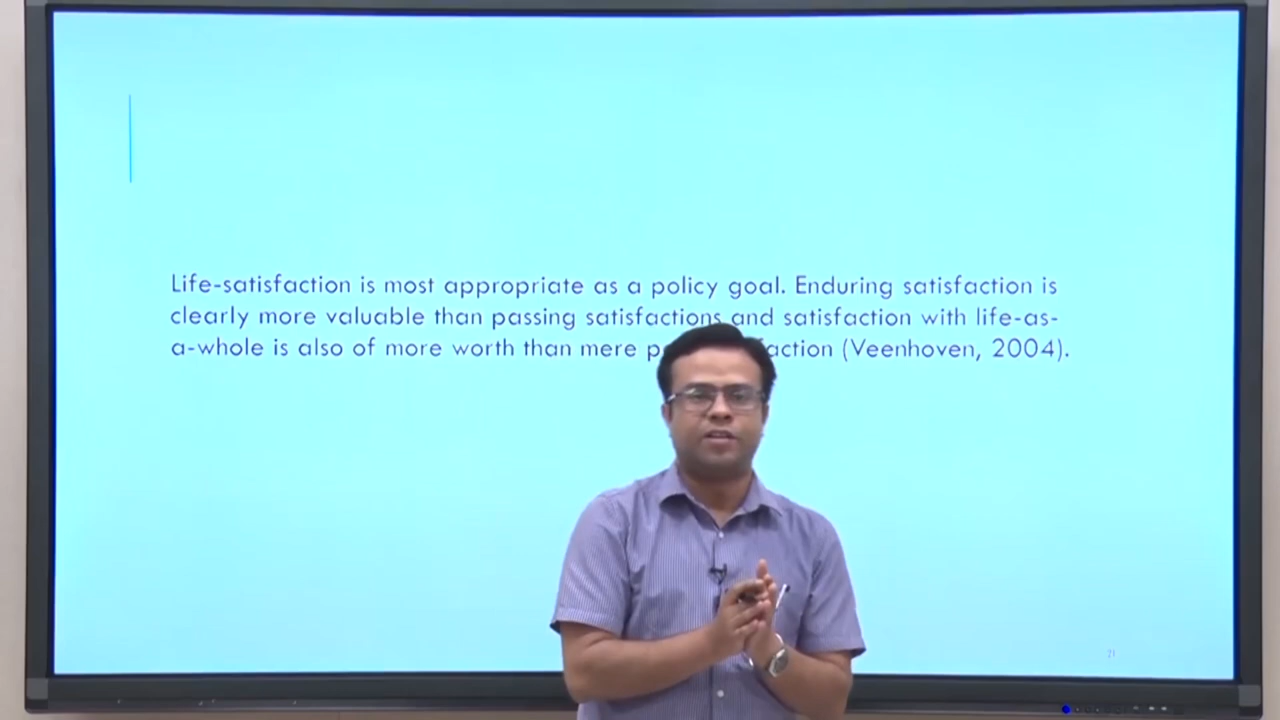 Life-satisfaction is most appropriate as a policy goal. Enduring satisfaction is
clearly more valuable than passing satisfactions and satisfaction with life-as-
a-whole is also of more worth than mere (Veenhoven, 2004).
21